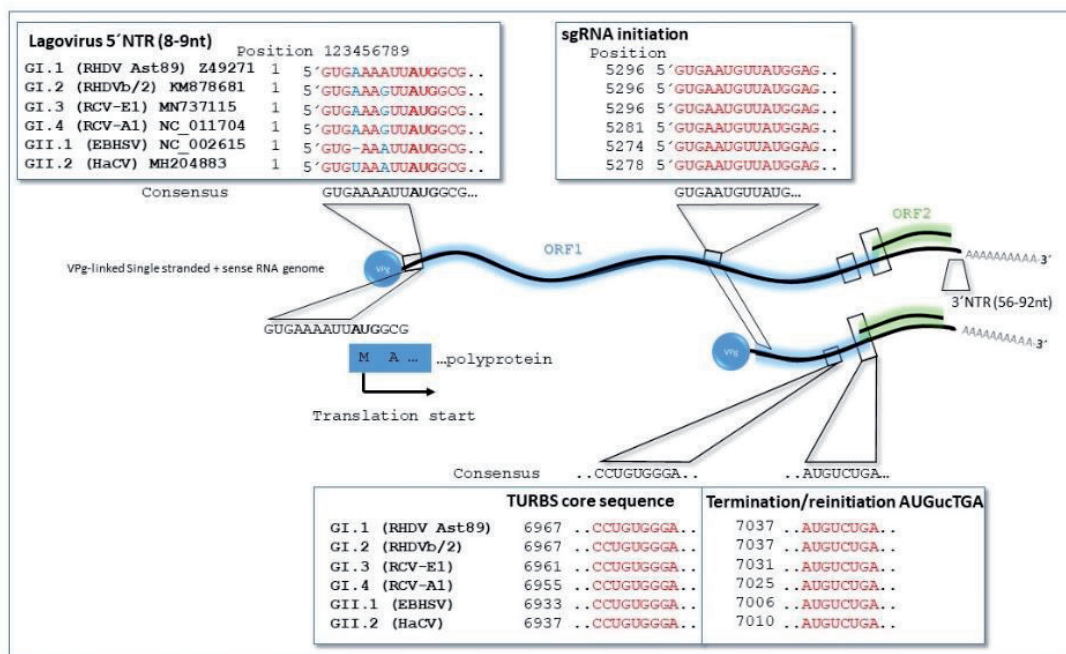 Lagovirus 5´NTR (8-9nt)
Position 123456789
GI.1 (RHDV Ast89) Z49271 1 5´GUGAAAAUUAUGGCG..
GI.2 (RHDVb/2) KM878681 1 5´GUGAAAGUUAUGGCG..
GI.3 (RCV-E1) MN737115 1 5´GUGAAAGUUAUGGCG..
GI.4 (RCV-A1) NC_011704 1 5´GUGAAAGUUAUGGCG..
GII.1 (EBHSV) NC_002615 1 5´GUG-AAAUUAUGGCG..
GII.2 (HaCV) MH204883 1 5´GUGUAAAUUAUGGCG..
Consensus GUGAAAAUUAUGGCG…
sgRNA initiation
Position
5296 5´GUGAAUGUUAUGGAG..
5296 5´GUGAAUGUUAUGGAG..
5296 5´GUGAAUGUUAUGGAG..
5281 5´GUGAAUGUUAUGGAG..
5274 5´GUGAAUGUUAUGGAG..
5278 5´GUGAAUGUUAUGGAG..
GUGAAUGUUAUG…
ORF2
ORF1
VPg-linked Single stranded + sense RNA genome
VPg
AAAAAAAAAA-3´
3´NTR (56-92nt)
GUGAAAAUUAUGGCG
M A … …polyprotein
VPg
AAAAAAAAAA-3´
Translation start
Consensus ..CCUGUGGGA.. ..AUGUCUGA…
TURBS core sequence
GI.1 (RHDV Ast89) 6967 ..CCUGUGGGA..
GI.2 (RHDVb/2) 6967 ..CCUGUGGGA..
GI.3 (RCV-E1) 6961 ..CCUGUGGGA..
GI.4 (RCV-A1) 6955 ..CCUGUGGGA..
GII.1 (EBHSV) 6933 ..CCUGUGGGA..
GII.2 (HaCV) 6937 ..CCUGUGGGA..
Termination/reinitiation AUGucTGA
7037 ..AUGUCUGA..
7037 ..AUGUCUGA..
7031 ..AUGUCUGA..
7025 ..AUGUCUGA..
7006 ..AUGUCUGA..
7010 ..AUGUCUGA..